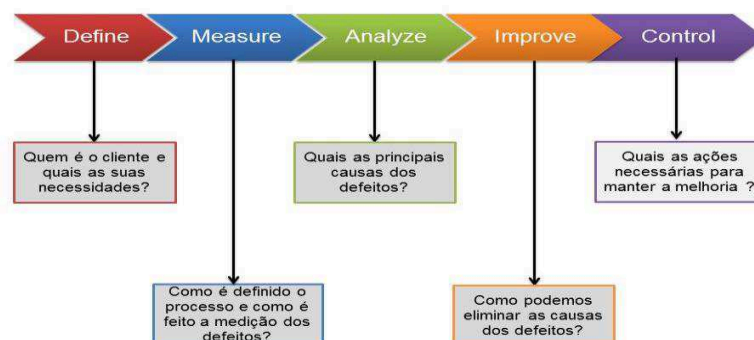 Define
Measure
Analyze
Improve
Control
Quem é o cliente e
quais as suas
necessidades?
Quais as principais
causas dos
defeitos?
Quais as ações
necessárias para
manter a melhoria ?
Como é definido o
processo e como é
feito a medição dos
defeitos?
Como podemos
eliminar as causas
dos defeitos?